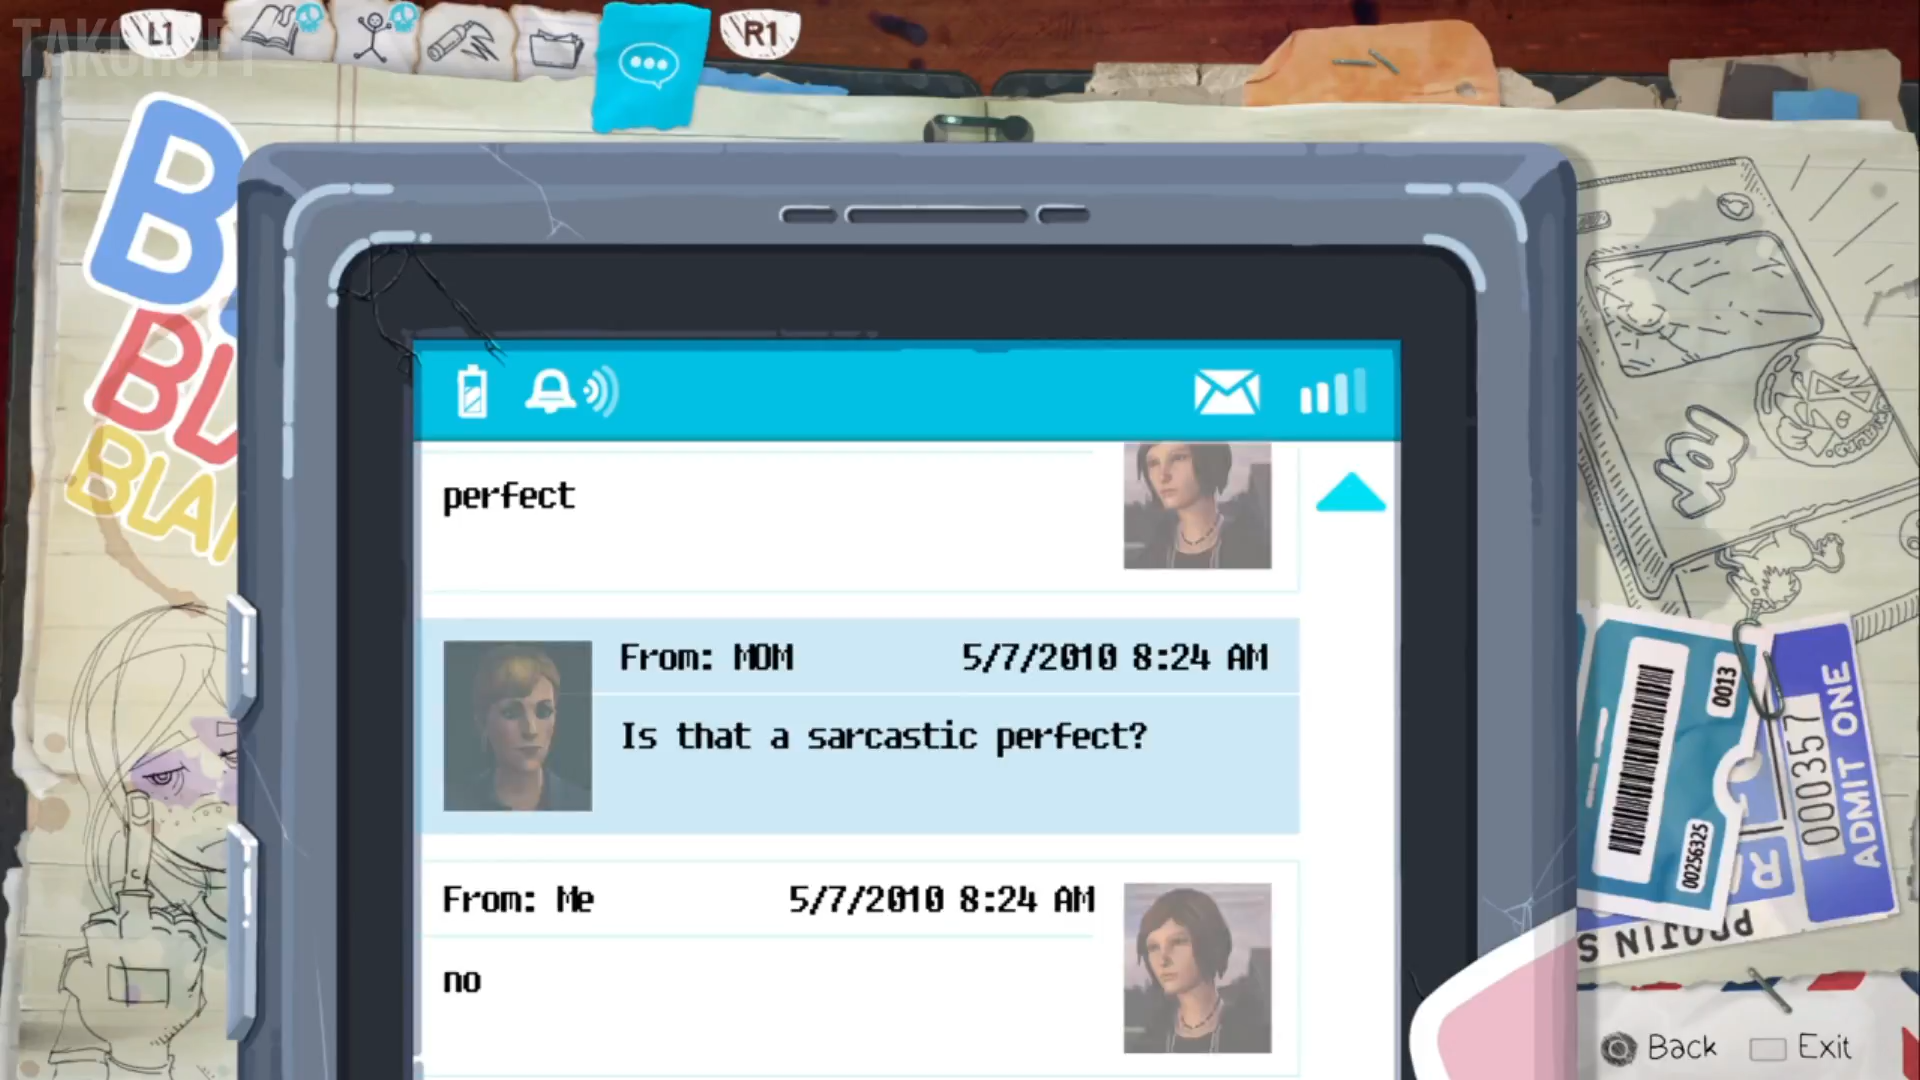 L1
R1
perfect
From: MOM 5/7/2010 8:24 AM
Is that a sarcastic perfect?
From: Me 5/7/2010 8:24 AM
no
BLA
0013
00256325
000357
ADMIT ONE
Back
Exit